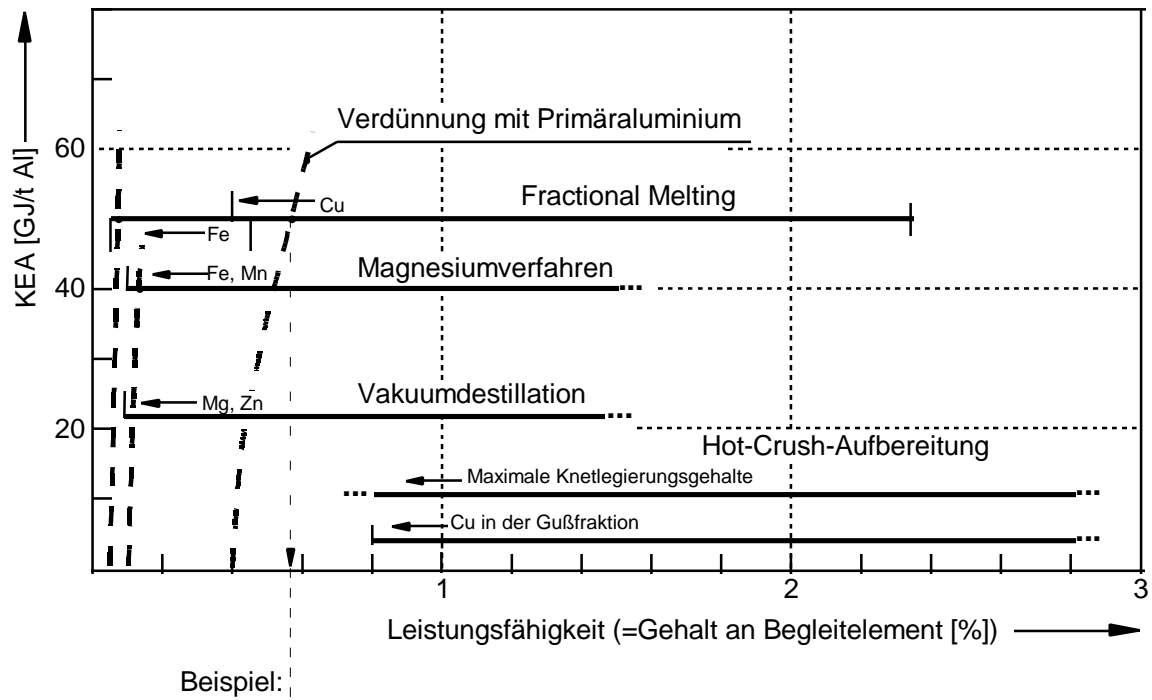 KEA [GJ/t Al]
Verdünnung mit Primäraluminium
60
Cu
Fractional Melting
Fe
Fe, Mn
Magnesiumverfahren
40
Vakuumdestillation
Mg, Zn
20
Hot-Crush-Aufbereitung
Maximale Knetlegierungsgehalte
Cu in der Gußfraktion
1
2
3
Leistungsfähigkeit (=Gehalt an Begleitelement [%])
Beispiel: